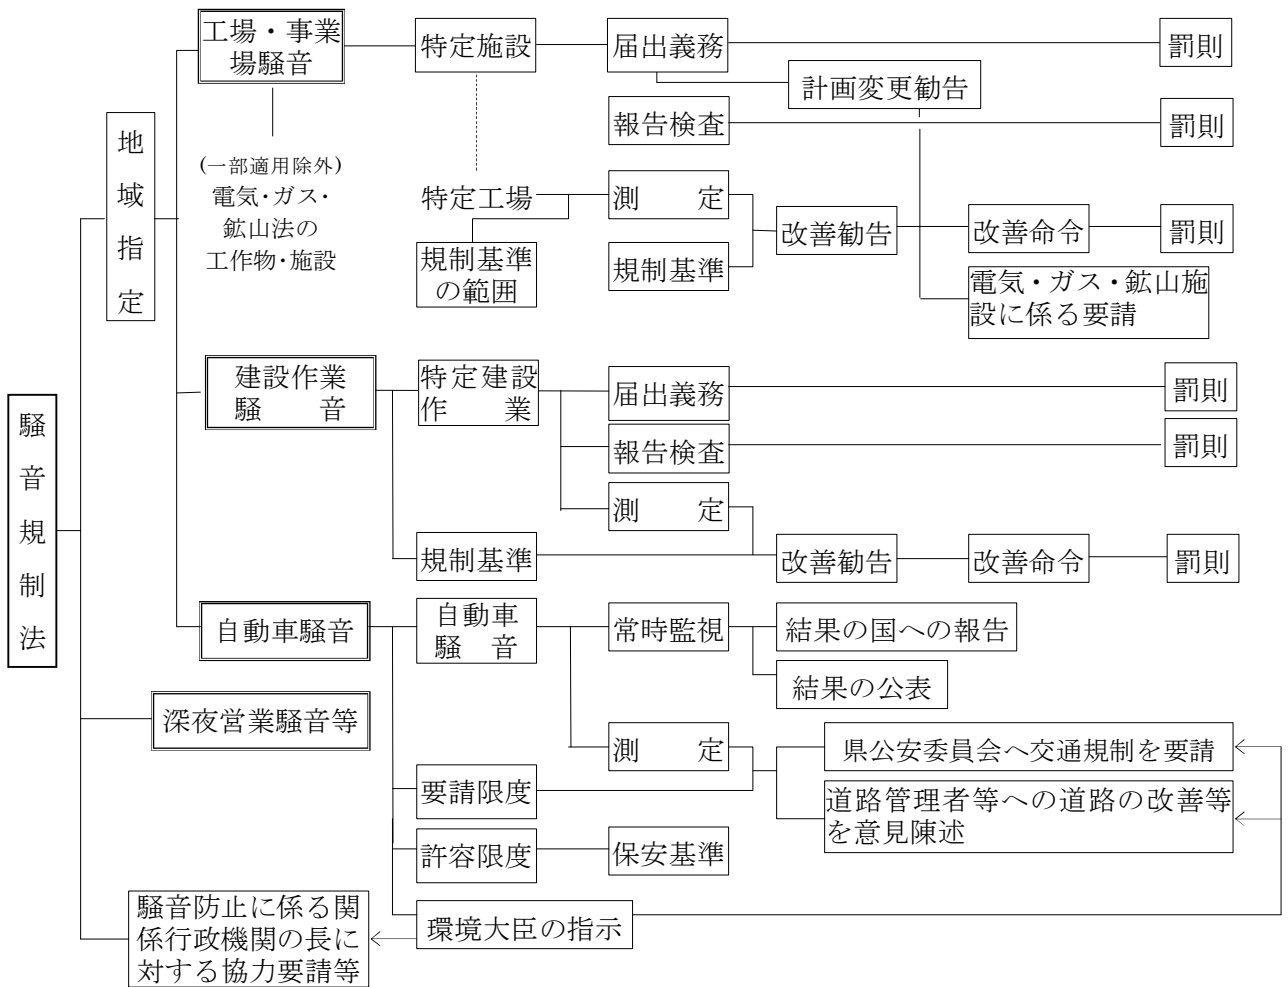 騒音規制法
地域指定
工場・事業
場騒音
(一部適用除外)
電気・ガス・
鉱山法の
工作物・施設
特定施設
届出義務
罰則
計画変更勧告
報告検査
罰則
特定工場
測　定
規制基準
の範囲
規制基準
改善勧告
改善命令
罰則
電気・ガス・鉱山施
設に係る要請
建設作業
騒　音
特定建設
作　業
届出義務
罰則
報告検査
罰則
測　定
規制基準
改善勧告
改善命令
罰則
自動車騒音
自動車
騒　音
常時監視
結果の国への報告
結果の公表
測　定
要請限度
県公安委員会へ交通規制を要請
道路管理者等への道路の改善等
を意見陳述
許容限度
保安基準
環境大臣の指示
深夜営業騒音等
騒音防止に係る関
係行政機関の長に
対する協力要請等